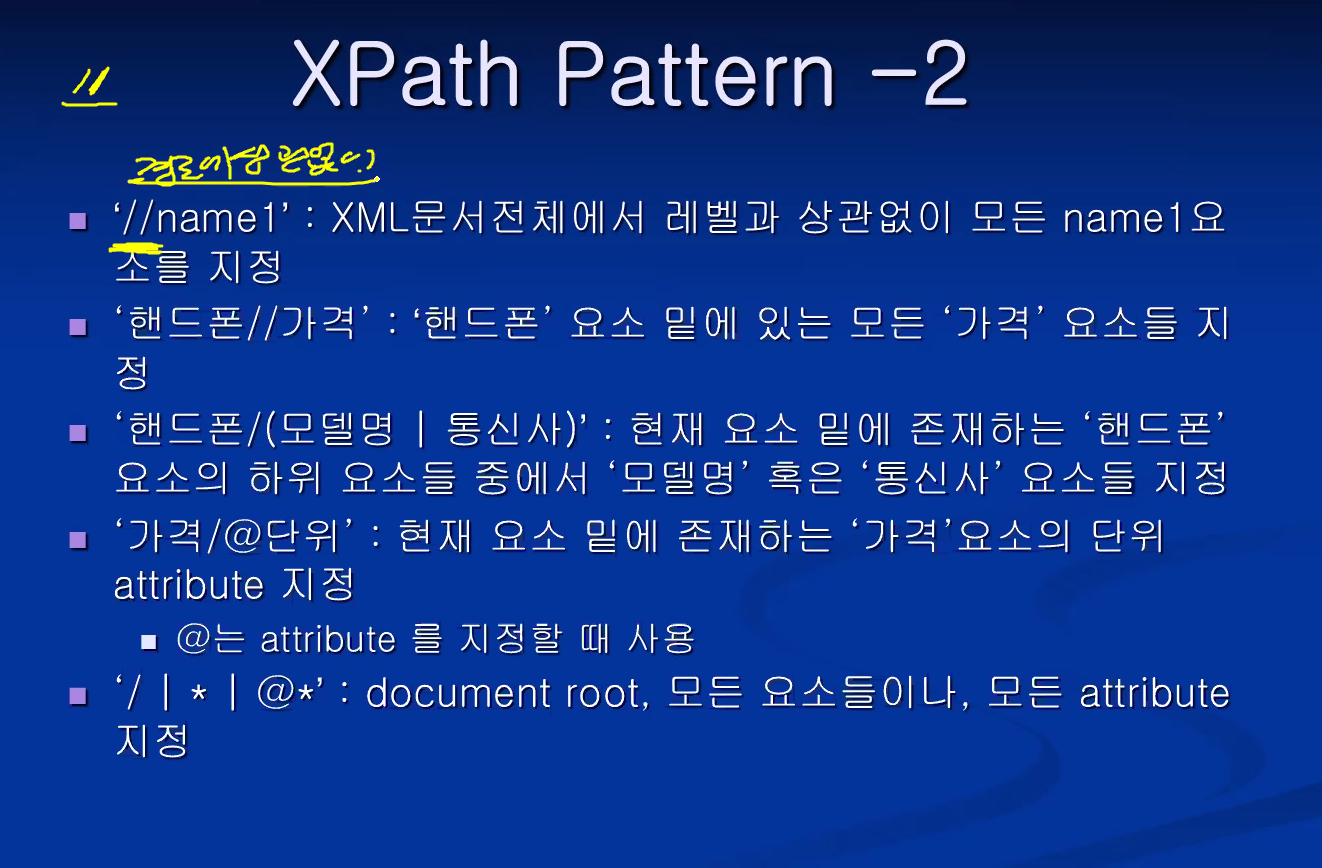 //
XPath Pattern -2
경로와 상관없이
‘//name1’ : XML문서전체에서 레벨과 상관없이 모든 name1요
소를 지정
‘핸드폰//가격’ : ‘핸드폰’ 요소 밑에 있는 모든 ‘가격’ 요소들 지
정
‘핸드폰/(모델명 | 통신사)’ : 현재 요소 밑에 존재하는 ‘핸드폰’
요소의 하위 요소들 중에서 ‘모델명’ 혹은 ‘통신사’ 요소들 지정
‘가격/@단위’ : 현재 요소 밑에 존재하는 ‘가격’요소의 단위
attribute 지정
@는 attribute 를 지정할 때 사용
‘/ | * | @*’ : document root, 모든 요소들이나, 모든 attribute
지정